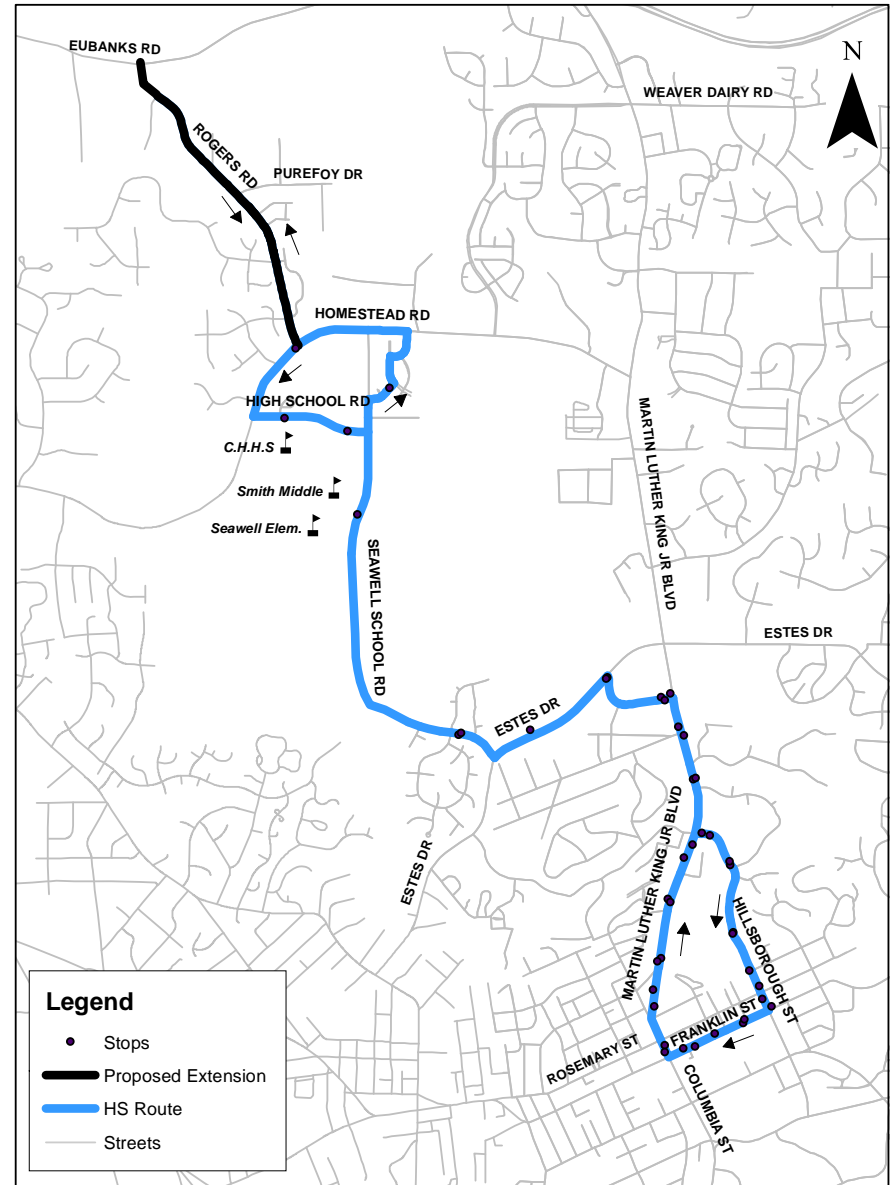 EUBANKS RD
N
WEAVER DAIRY RD
ROGERS RD
PUREFOY DR
HOMESTEAD RD
HIGH SCHOOL RD
C.H.H.S
Smith Middle
Seawell Elem.
MARTIN LUTHER KING JR BLVD
SEAWELL SCHOOL RD
ESTES DR
ESTES DR
ESTES DR
MARTIN LUTHER KING JR BLVD
HILLSBOROUGH ST
FRANKLIN ST
ROSEMARY ST
COLUMBIA ST
Legend
Stops
Proposed Extension
HS Route
Streets